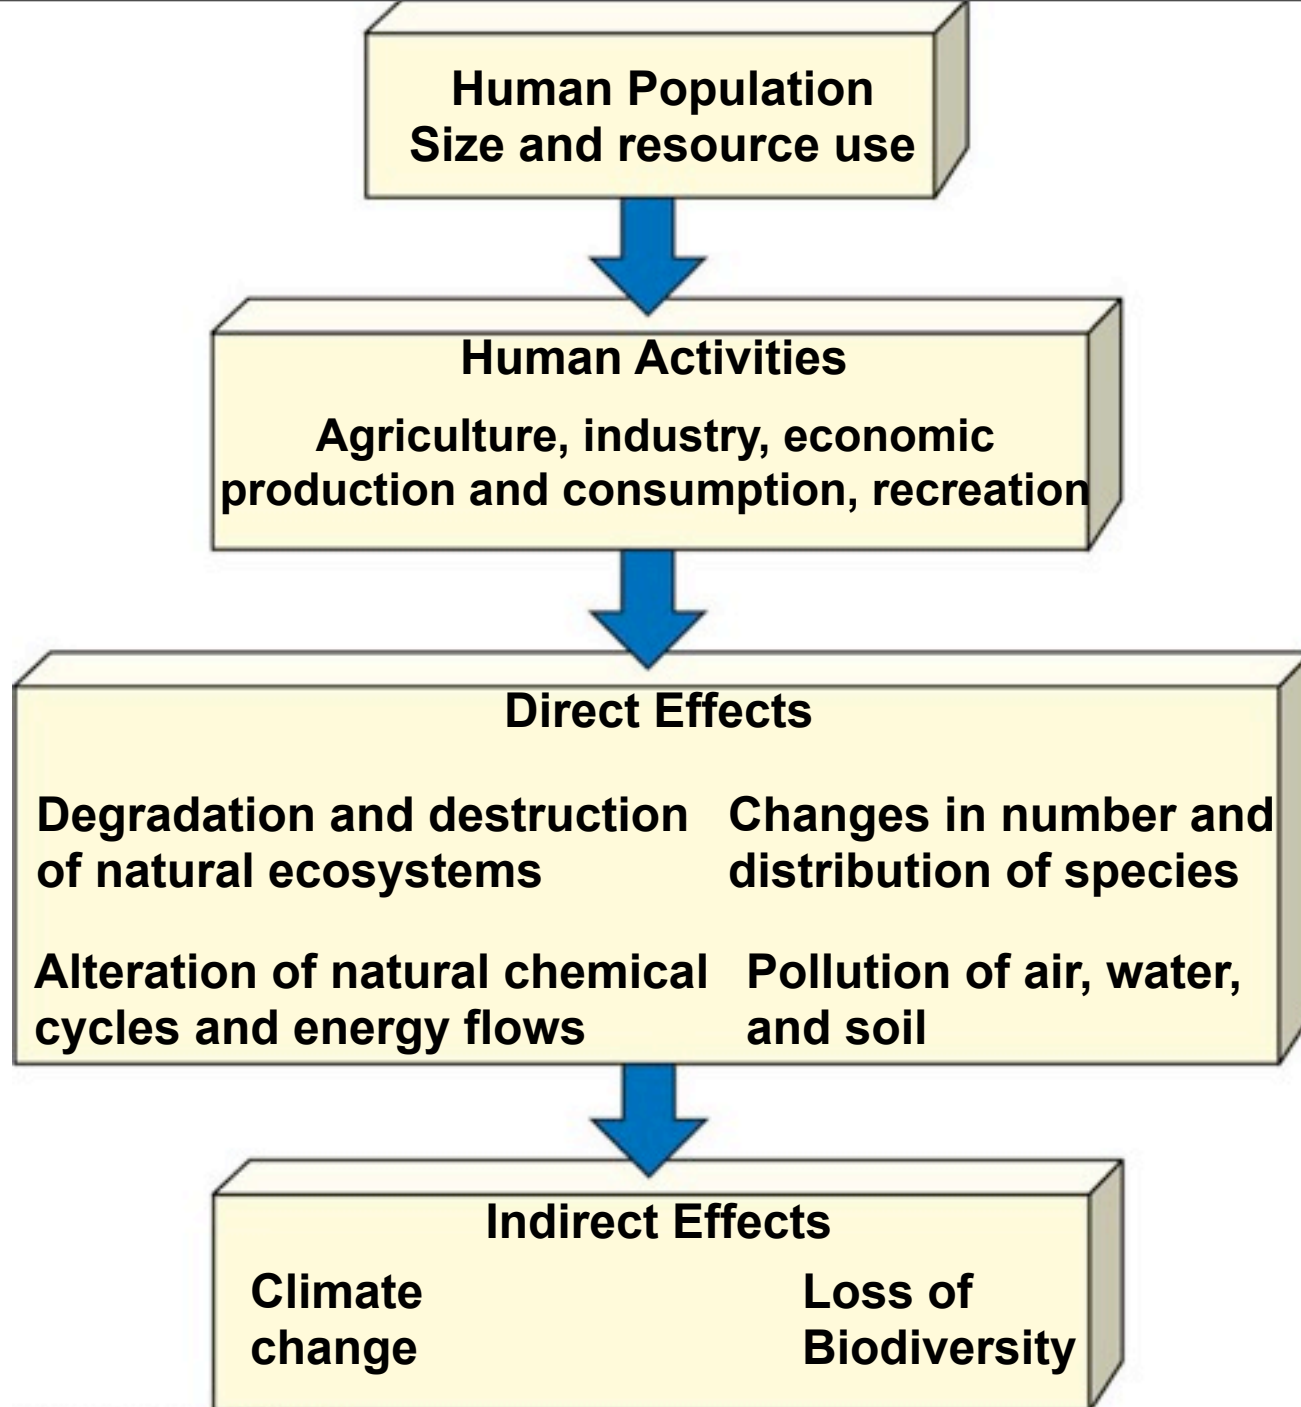 Human Population
Size and resource use
Human Activities
Agriculture, industry, economic
production and consumption, recreation
Direct Effects
Degradation and destruction
of natural ecosystems
Changes in number and
distribution of species
Alteration of natural chemical
cycles and energy flows
Pollution of air, water,
and soil
Indirect Effects
Climate
change
Loss of
Biodiversity